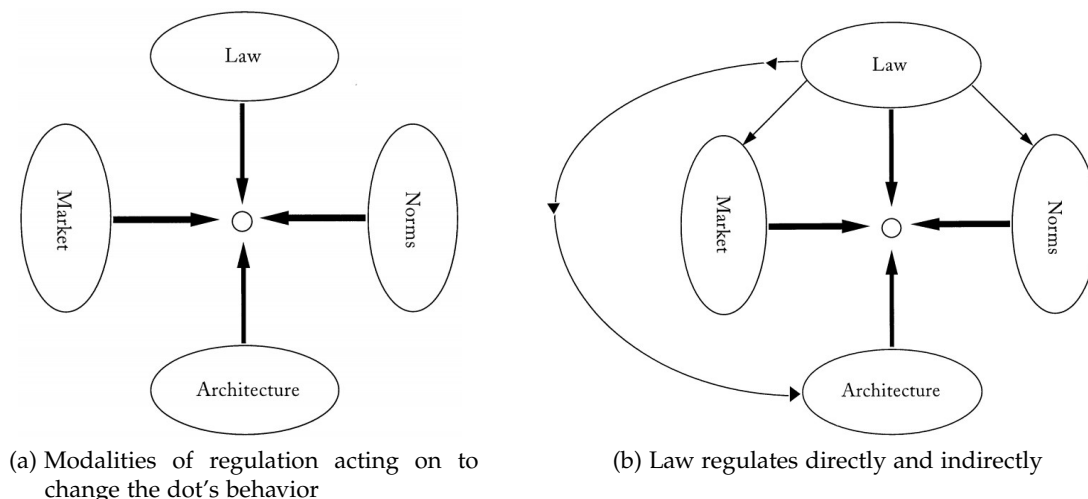 Law
Market
Norms
Architecture
(a) Modalities of regulation acting on to
change the dot's behavior
Law
Market
Norms
Architecture
(b) Law regulates directly and indirectly